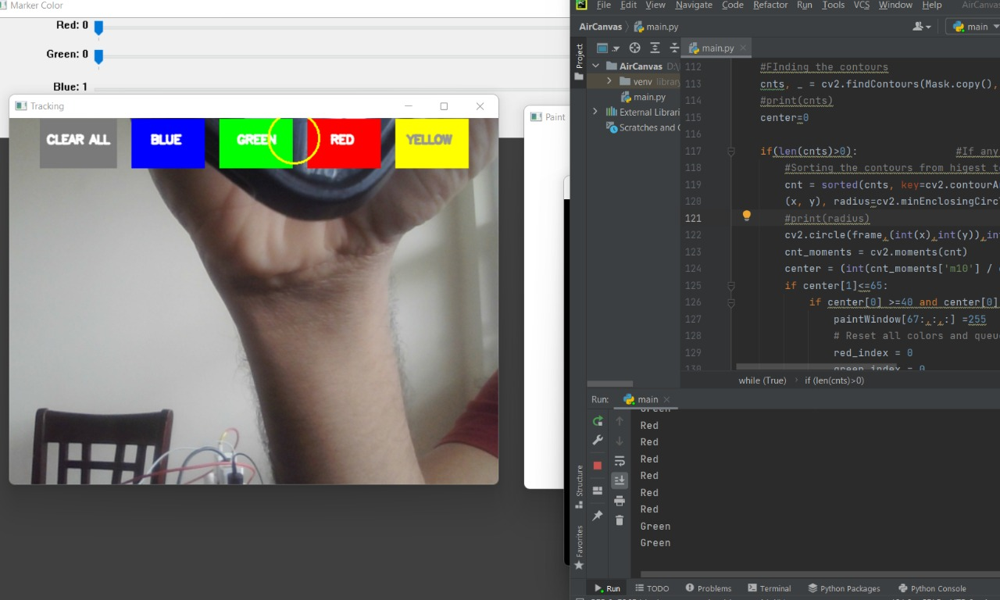 Marker Color
Red: 0
Green: 0
Blue: 1
Tracking
CLEAR ALL
BLUE
GREEN
RED
YELLOW
Paint
File Edit View Navigate Code Refactor Run Tools VCS Window Help AirCanvas
AirCanvas main.py
main
Project
main.py
AirCanvas D:\
venv library
main.py
External Librari
Scratches and C
112 #FInding the contours
113 cnts, _ = cv2.findContours(Mask.copy(),
114 #print(cnts)
115 center=0
116
117 if(len(cnts)>0): #If any
118 #Sorting the contours from higest t
119 cnt = sorted(cnts, key=cv2.contourA
120 (x, y), radius=cv2.minEnclosingCirc
121 #print(radius)
122 cv2.circle(frame,(int(x),int(y)),in
123 cnt_moments = cv2.moments(cnt)
124 center = (int(cnt_moments['m10'] /
125 if center[1]<=65:
126 if center[0] >=40 and center[0]
127 paintWindow[67:,:,:] =255
128 # Reset all colors and queu
129 red_index = 0
130 green_index = 0
while (True) › if (len(cnts)>0)
Run: main
Green
Red
Red
Red
Red
Red
Red
Green
Green
Structure
Favorites
Run TODO Problems Terminal Python Packages Python Console